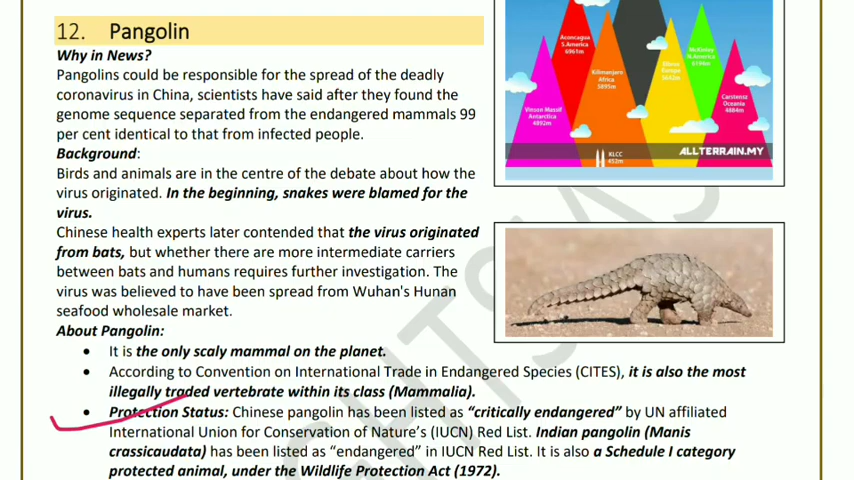 12. Pangolin
Why in News?
Pangolins could be responsible for the spread of the deadly
coronavirus in China, scientists have said after they found the
genome sequence separated from the endangered mammals 99
per cent identical to that from infected people.
Background:
Birds and animals are in the centre of the debate about how the
virus originated. In the beginning, snakes were blamed for the
virus.
Chinese health experts later contended that the virus originated
from bats, but whether there are more intermediate carriers
between bats and humans requires further investigation. The
virus was believed to have been spread from Wuhan's Hunan
seafood wholesale market.
About Pangolin:
• It is the only scaly mammal on the planet.
• According to Convention on International Trade in Endangered Species (CITES), it is also the most
illegally traded vertebrate within its class (Mammalia).
• Protection Status: Chinese pangolin has been listed as “critically endangered” by UN affiliated
International Union for Conservation of Nature’s (IUCN) Red List. Indian pangolin (Manis
crassicaudata) has been listed as “endangered” in IUCN Red List. It is also a Schedule I category
protected animal, under the Wildlife Protection Act (1972).
Aconcagua
S.America
6961m
Kilimanjaro
Africa
5895m
Vinson Massif
Antarctica
4892m
Europe
N.America
Carstensz
Oceania
4884m
KLCC
452m
ALLTERRAIN.MY